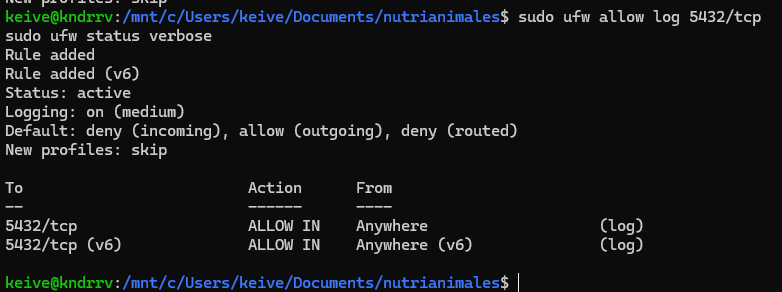 New profiles: skip
keive@kndrrv:/mnt/c/Users/keive/Documents/nutrianimales$ sudo ufw allow log 5432/tcp
sudo ufw status verbose
Rule added
Rule added (v6)
Status: active
Logging: on (medium)
Default: deny (incoming), allow (outgoing), deny (routed)
New profiles: skip

To                         Action      From
--                         ------      ----
5432/tcp                   ALLOW IN    Anywhere                   (log)
5432/tcp (v6)              ALLOW IN    Anywhere (v6)              (log)

keive@kndrrv:/mnt/c/Users/keive/Documents/nutrianimales$